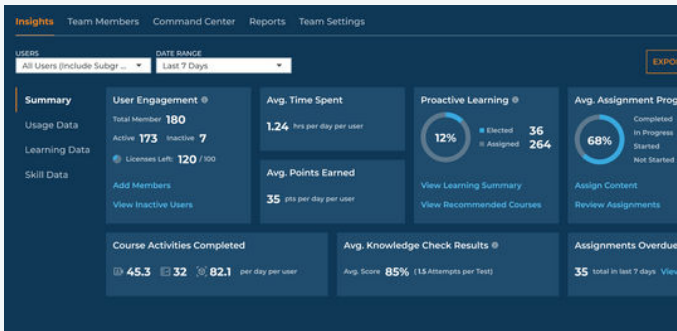 Insights Team Members Command Center Reports Team Settings
USERS DATE RANGE
All Users (Include Subgr ... Last 7 Days
EXPO
Summary
Usage Data
Learning Data
Skill Data
User Engagement
Total Member 180
Active 173 Inactive 7
Licenses Left: 120 / 100
Add Members
View Inactive Users
Avg. Time Spent
1.24 hrs per day per user
Avg. Points Earned
35 pts per day per user
Proactive Learning
12%
Elected 36
Assigned 264
View Learning Summary
View Recommended Courses
Avg. Assignment Prog
68%
Completed
In Progress
Started
Not Started
Assign Content
Review Assignments
Course Activities Completed
45.3 32 82.1 per day per user
Avg. Knowledge Check Results
Avg. Score 85% (1.5 Attempts per Test)
Assignments Overdue
35 total in last 7 days View